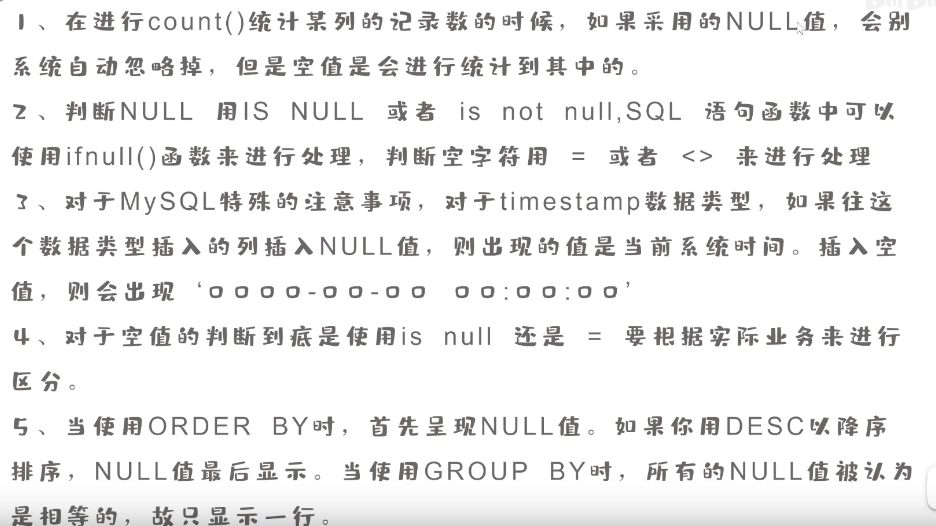 1、在进行count()统计某列的记录数的时候，如果采用的NULL值，会别
系统自动忽略掉，但是空值是会进行统计到其中的。
2、判断NULL 用IS NULL 或者 is not null,SQL 语句函数中可以
使用ifnull()函数来进行处理，判断空字符用 = 或者 <> 来进行处理
3、对于MySQL特殊的注意事项，对于timestamp数据类型，如果往这
个数据类型插入的列插入NULL值，则出现的值是当前系统时间。插入空
值，则会出现 ‘0000-00-00 00:00:00’
4、对于空值的判断到底是使用is null 还是 = 要根据实际业务来进行
区分。
5、当使用ORDER BY时，首先呈现NULL值。如果你用DESC以降序
排序，NULL值最后显示。当使用GROUP BY时，所有的NULL值被认为
是相等的，故只显示一行。